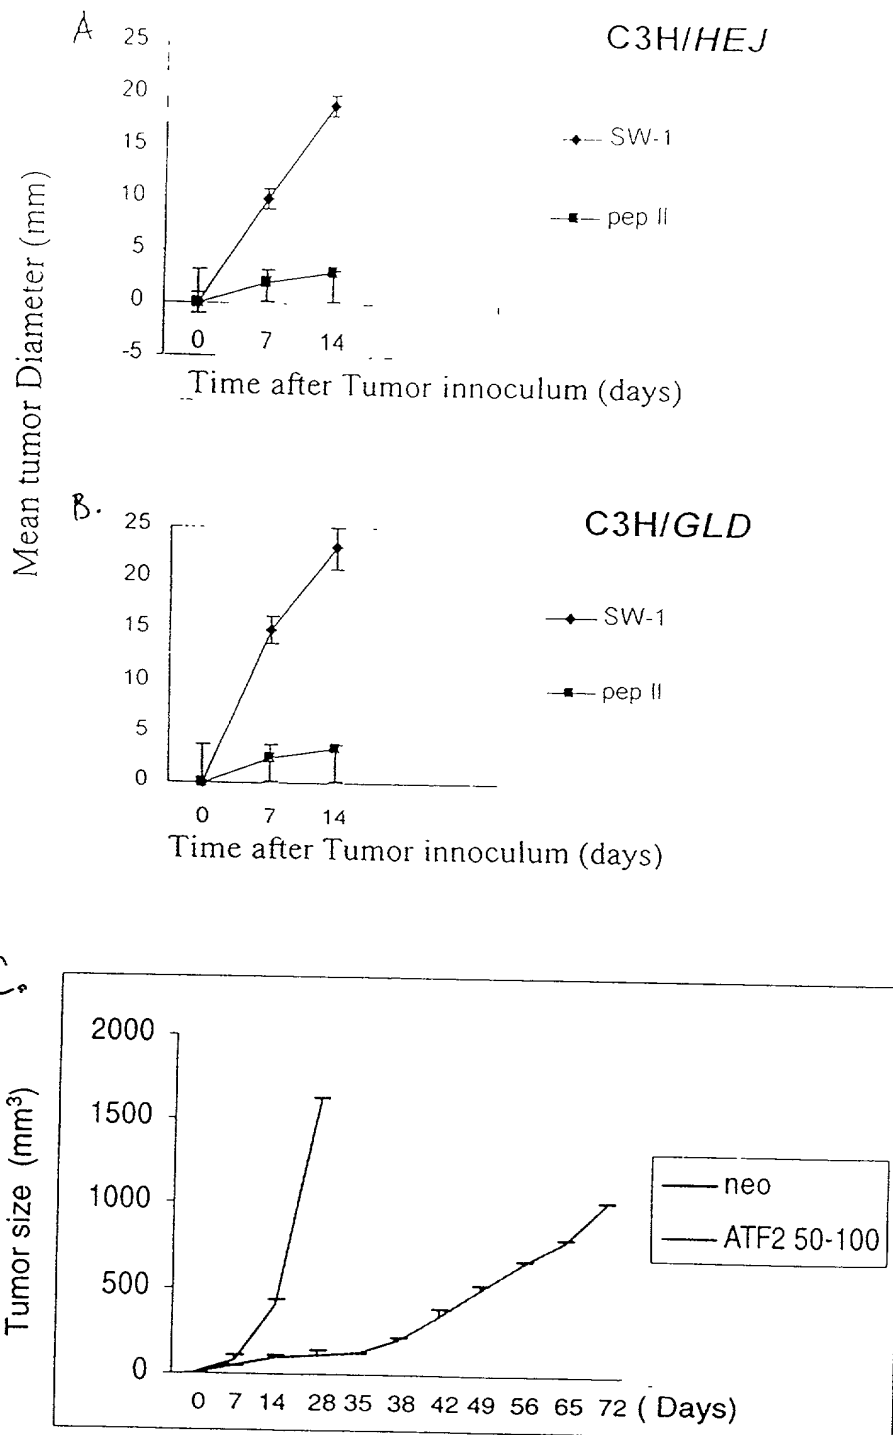 A
C3H/HEJ
25
20
15
10
5
0
-5
0 7 14
SW-1
pep II
Mean tumor Diameter (mm)
Time after Tumor innoculum (days)
B.
C3H/GLD
25
20
15
10
5
0
0 7 14
SW-1
pep II
Time after Tumor innoculum (days)
2000
1500
1000
500
0
Tumor size (mm³)
0 7 14 28 35 38 42 49 56 65 72 ( Days)
neo
ATF2 50-100